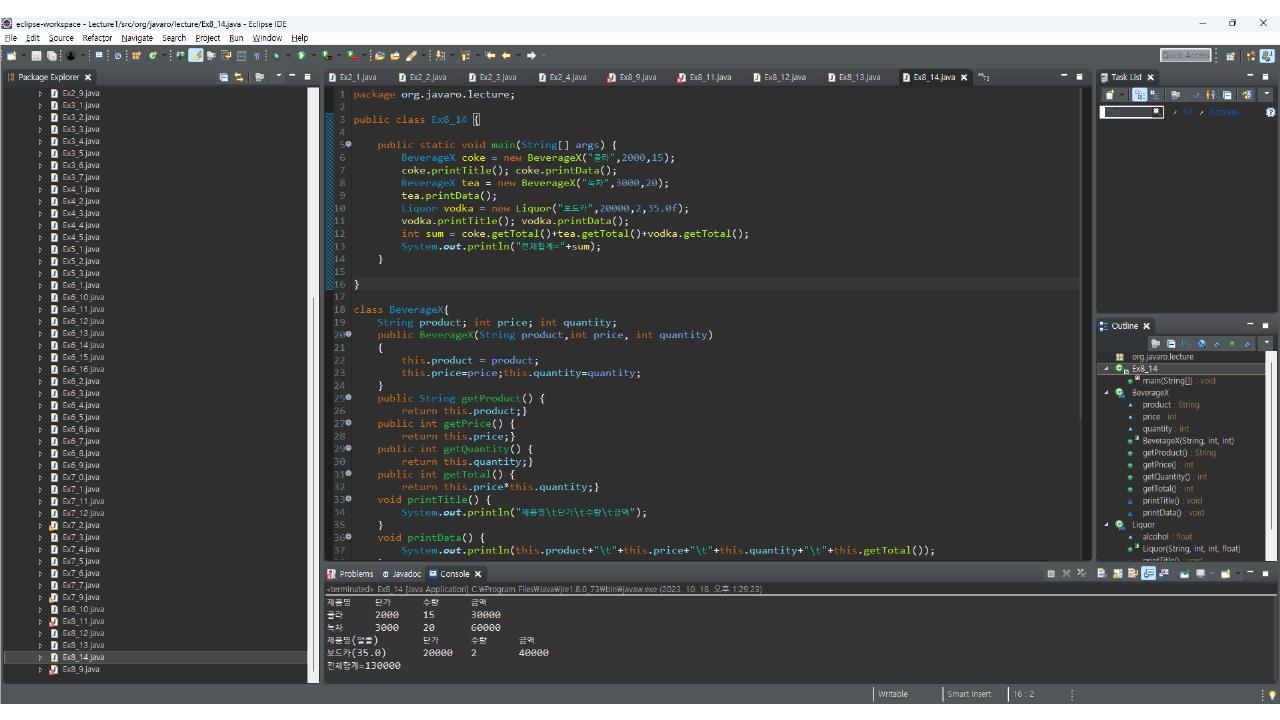 eclipse-workspace - Lecture1/src/org/javaro/lecture/Ex8_14.java - Eclipse IDE
File Edit Source Refactor Navigate Search Project Run Window Help
Quick Access
Package Explorer
Ex2_9.java
Ex3_1.java
Ex3_2.java
Ex3_3.java
Ex3_4.java
Ex3_5.java
Ex3_6.java
Ex3_7.java
Ex4_1.java
Ex4_2.java
Ex4_3.java
Ex4_4.java
Ex4_5.java
Ex5_1.java
Ex5_2.java
Ex5_3.java
Ex6_1.java
Ex6_10.java
Ex6_11.java
Ex6_12.java
Ex6_13.java
Ex6_14.java
Ex6_15.java
Ex6_16.java
Ex6_2.java
Ex6_3.java
Ex6_4.java
Ex6_5.java
Ex6_6.java
Ex6_7.java
Ex6_8.java
Ex6_9.java
Ex7_0.java
Ex7_1.java
Ex7_11.java
Ex7_12.java
Ex7_2.java
Ex7_3.java
Ex7_4.java
Ex7_5.java
Ex7_6.java
Ex7_7.java
Ex7_9.java
Ex8_10.java
Ex8_11.java
Ex8_12.java
Ex8_13.java
Ex8_14.java
Ex8_9.java
Ex2_1.java Ex2_2.java Ex2_3.java Ex2_4.java Ex8_9.java Ex8_11.java Ex8_12.java Ex8_13.java Ex8_14.java
1 package org.javaro.lecture;
2
3 public class Ex8_14 {
4
5 public static void main(String[] args) {
6 BeverageX coke = new BeverageX("콜라",2000,15);
7 coke.printTitle(); coke.printData();
8 BeverageX tea = new BeverageX("녹차",3000,20);
9 tea.printData();
10 Liquor vodka = new Liquor("보드카",20000,2,35.0f);
11 vodka.printTitle(); vodka.printData();
12 int sum = coke.getTotal()+tea.getTotal()+vodka.getTotal();
13 System.out.println("전체합계="+sum);
14 }
15
16 }
17
18 class BeverageX{
19 String product; int price; int quantity;
20 public BeverageX(String product,int price, int quantity)
21 {
22 this.product = product;
23 this.price=price;this.quantity=quantity;
24 }
25 public String getProduct() {
26 return this.product;}
27 public int getPrice() {
28 return this.price;}
29 public int getQuantity() {
30 return this.quantity;}
31 public int getTotal() {
32 return this.price*this.quantity;}
33 void printTitle() {
34 System.out.println("제품명\t단가\t수량\t금액");
35 }
36 void printData() {
37 System.out.println(this.product+"\t"+this.price+"\t"+this.quantity+"\t"+this.getTotal());
Task List
All Activate...
Outline
org.javaro.lecture
Ex8_14
main(String[]) : void
BeverageX
product : String
price : int
quantity : int
BeverageX(String, int, int)
getProduct() : String
getPrice() : int
getQuantity() : int
getTotal() : int
printTitle() : void
printData() : void
Liquor
alcohol : float
Liquor(String, int, int, float)
printTitle() : void
Problems Javadoc Console
<terminated> Ex8_14 [Java Application] C:₩Program Files₩Java₩jre1.8.0_73₩bin₩javaw.exe (2023. 10. 18. 오후 1:29:23)
제품명 단가 수량 금액
콜라 2000 15 30000
녹차 3000 20 60000
제품명(알콜) 단가 수량 금액
보드카(35.0) 20000 2 40000
전체합계=130000
Writable Smart Insert 16 : 2